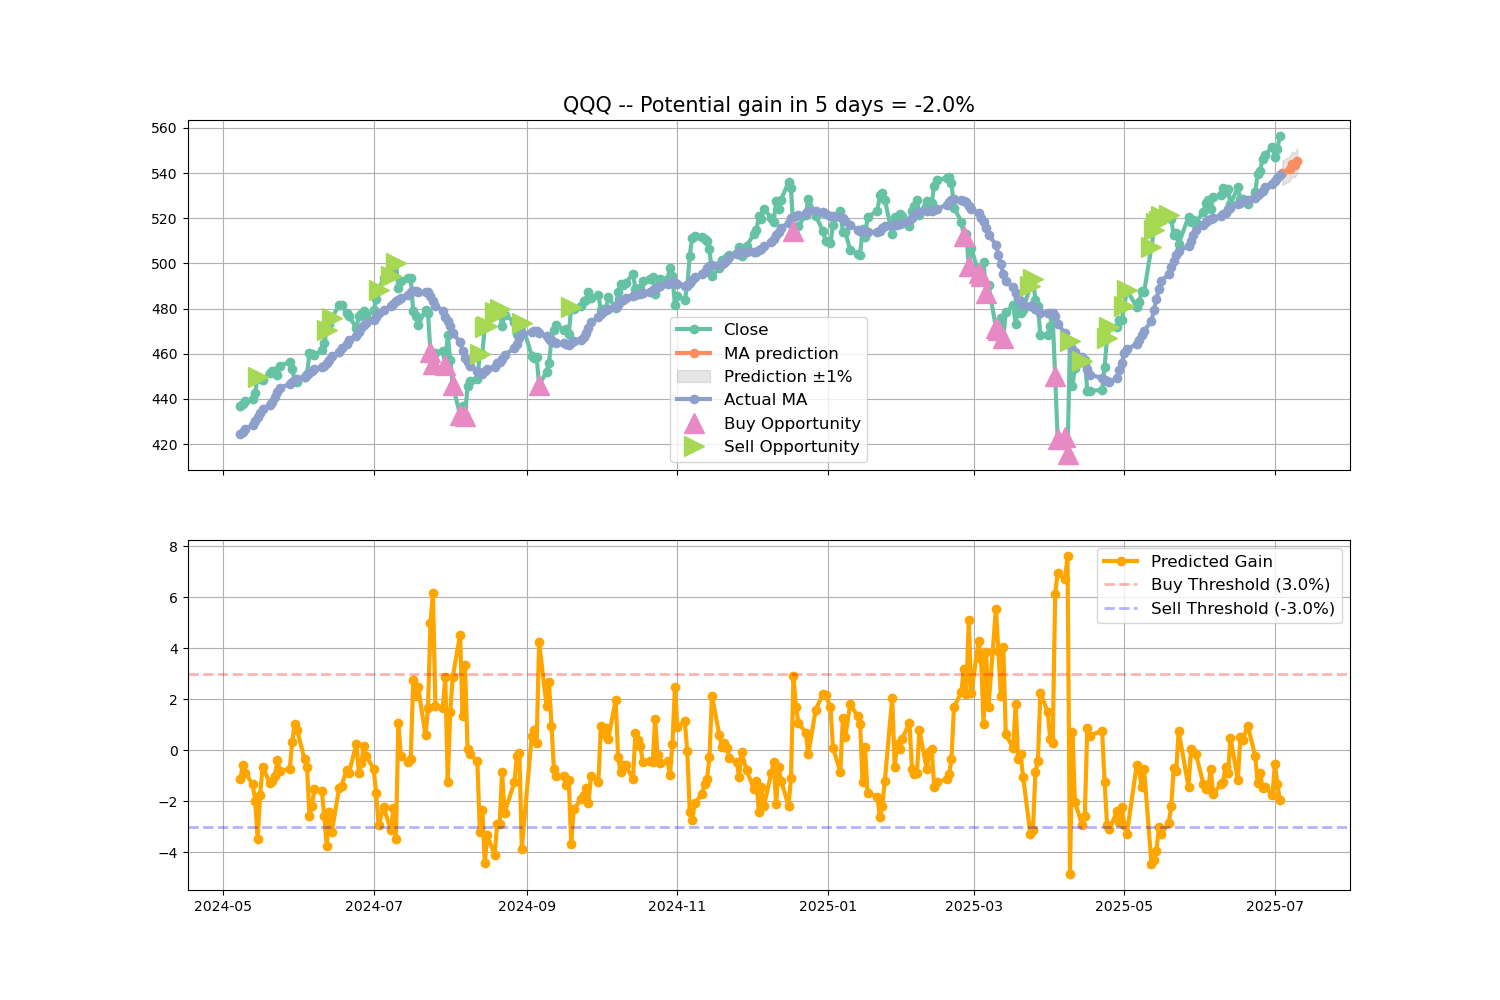 QQQ -- Potential gain in 5 days = -2.0%
560
540
520
500
480
460
440
420
Close
MA prediction
Prediction ±1%
Actual MA
Buy Opportunity
Sell Opportunity
8
6
4
2
0
−2
−4
Predicted Gain
Buy Threshold (3.0%)
Sell Threshold (-3.0%)
2024-05 2024-07 2024-09 2024-11 2025-01 2025-03 2025-05 2025-07